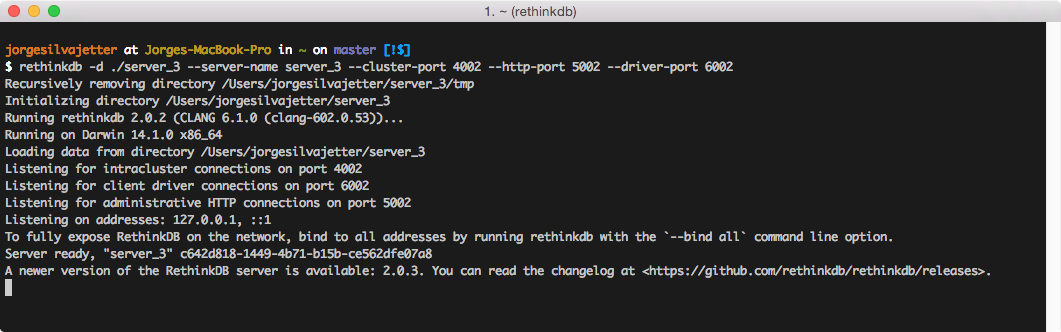 1. ~ (rethinkdb)
jorgesilvajetter at Jorges-MacBook-Pro in ~ on master [!$]
$ rethinkdb -d ./server_3 --server-name server_3 --cluster-port 4002 --http-port 5002 --driver-port 6002
Recursively removing directory /Users/jorgesilvajetter/server_3/tmp
Initializing directory /Users/jorgesilvajetter/server_3
Running rethinkdb 2.0.2 (CLANG 6.1.0 (clang-602.0.53))...
Running on Darwin 14.1.0 x86_64
Loading data from directory /Users/jorgesilvajetter/server_3
Listening for intracluster connections on port 4002
Listening for client driver connections on port 6002
Listening for administrative HTTP connections on port 5002
Listening on addresses: 127.0.0.1, ::1
To fully expose RethinkDB on the network, bind to all addresses by running rethinkdb with the `--bind all` command line option.
Server ready, "server_3" c642d818-1449-4b71-b15b-ce562dfe07a8
A newer version of the RethinkDB server is available: 2.0.3. You can read the changelog at <https://github.com/rethinkdb/rethinkdb/releases>.